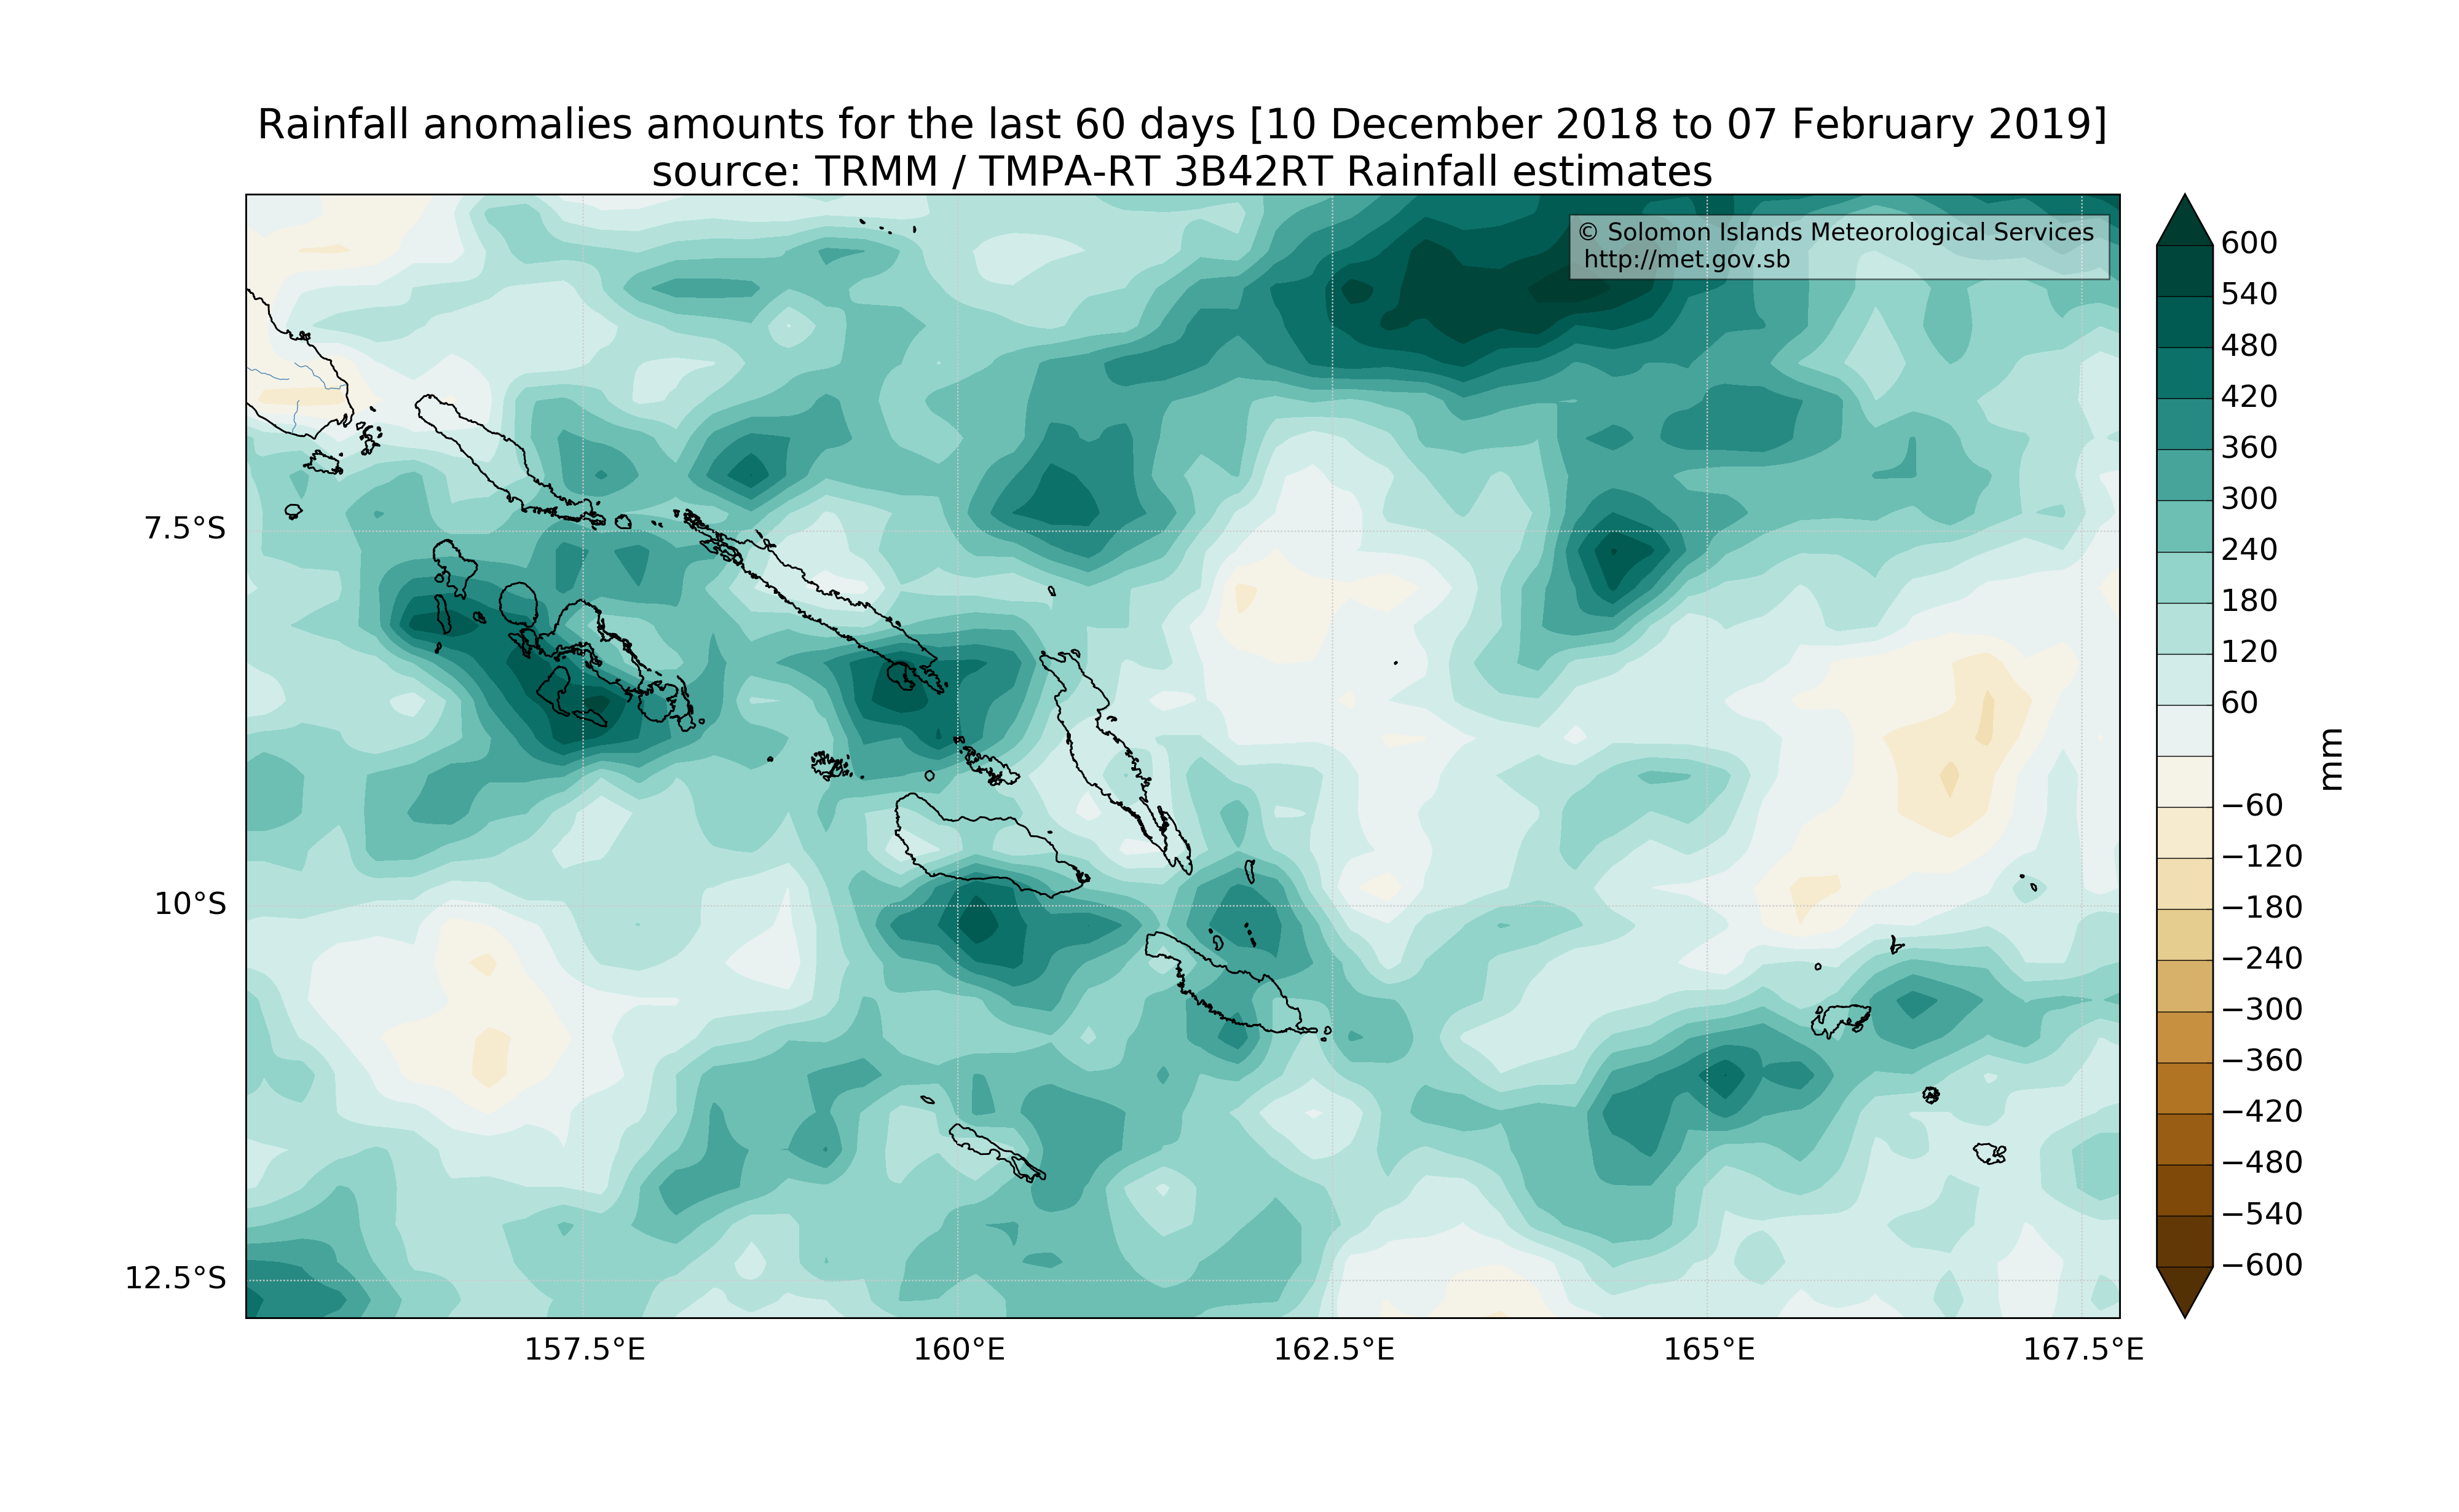 Rainfall anomalies amounts for the last 60 days [10 December 2018 to 07 February 2019]
source: TRMM / TMPA-RT 3B42RT Rainfall estimates
© Solomon Islands Meteorological Services
http://met.gov.sb
7.5°S
10°S
12.5°S
157.5°E
160°E
162.5°E
165°E
167.5°E
600
540
480
420
360
300
240
180
120
60
−60
−120
−180
−240
−300
−360
−420
−480
−540
−600
mm